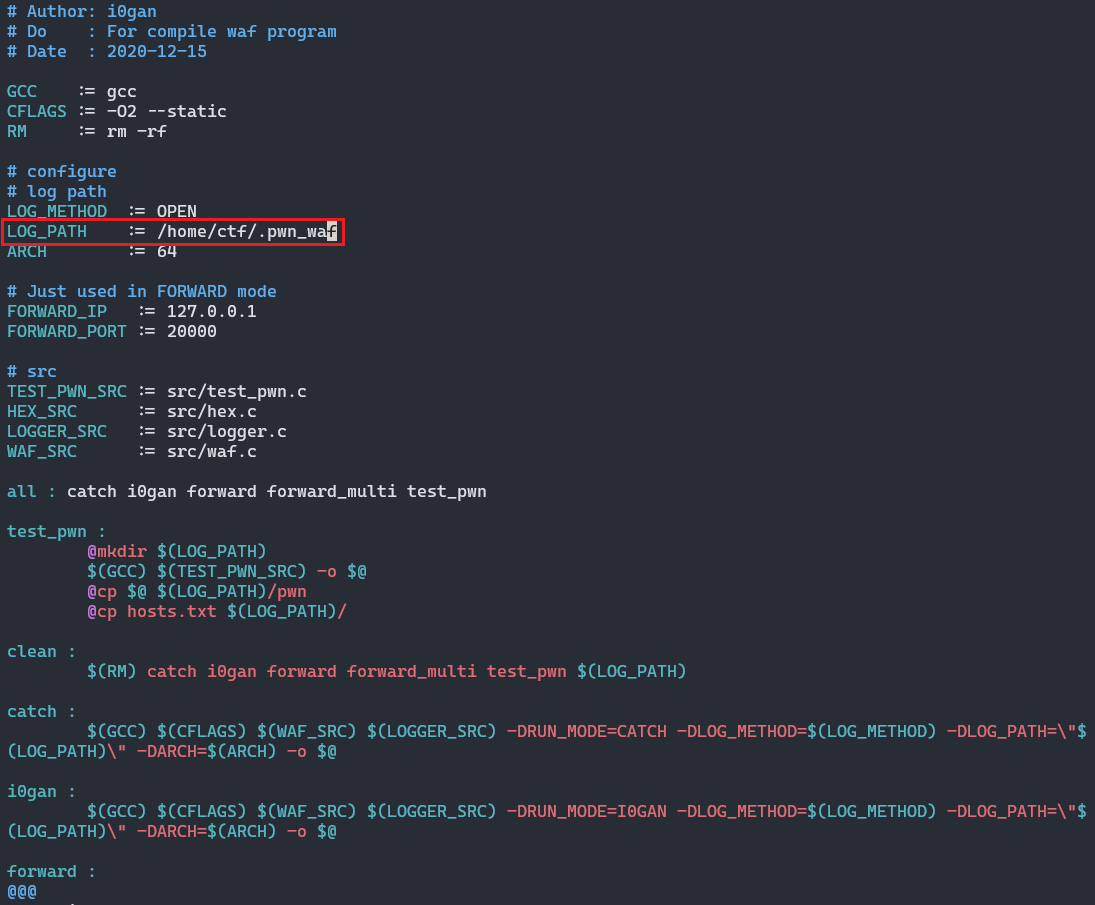 # Author: i0gan
# Do    : For compile waf program
# Date  : 2020-12-15
GCC    := gcc
CFLAGS := -O2 --static
RM     := rm -rf
# configure
# log path
LOG_METHOD  := OPEN
LOG_PATH    := /home/ctf/.pwn_waf
ARCH        := 64
# Just used in FORWARD mode
FORWARD_IP   := 127.0.0.1
FORWARD_PORT := 20000
# src
TEST_PWN_SRC := src/test_pwn.c
HEX_SRC      := src/hex.c
LOGGER_SRC   := src/logger.c
WAF_SRC      := src/waf.c
all : catch i0gan forward forward_multi test_pwn
test_pwn :
        @mkdir $(LOG_PATH)
        $(GCC) $(TEST_PWN_SRC) -o $@
        @cp $@ $(LOG_PATH)/pwn
        @cp hosts.txt $(LOG_PATH)/
clean :
        $(RM) catch i0gan forward forward_multi test_pwn $(LOG_PATH)
catch :
        $(GCC) $(CFLAGS) $(WAF_SRC) $(LOGGER_SRC) -DRUN_MODE=CATCH -DLOG_METHOD=$(LOG_METHOD) -DLOG_PATH=\"$
(LOG_PATH)\" -DARCH=$(ARCH) -o $@
i0gan :
        $(GCC) $(CFLAGS) $(WAF_SRC) $(LOGGER_SRC) -DRUN_MODE=I0GAN -DLOG_METHOD=$(LOG_METHOD) -DLOG_PATH=\"$
(LOG_PATH)\" -DARCH=$(ARCH) -o $@
forward :
@@@